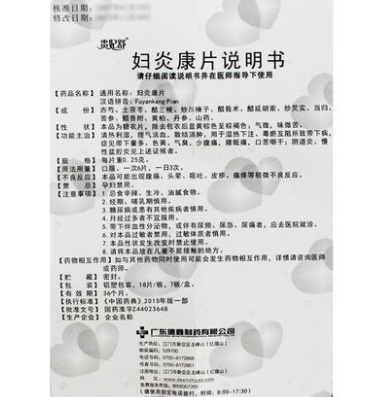 核准日期:
修改日期:
贵妃舒
妇炎康片说明书
请仔细阅读说明书并在医师指导下使用
【药品名称】通用名称：妇炎康片
汉语拼音：Fuyankang Pian
【成 份】赤芍、土茯苓、醋三棱、炒川楝子、醋莪术、醋延胡索、炒芡实、当归、
苦参、醋香附、黄柏、丹参、山药。
【性 状】本品为糖衣片，除去包衣后显黄棕色至棕褐色；气微，味微苦。
【功能主治】清热利湿，理气活血，散结消肿。用于湿热下注、毒瘀互阻所致带下病，
症见带下量多、色黄、气臭，少腹痛，腰骶痛，口苦咽干；阴道炎、慢
性盆腔炎见上述证候者。
【规 格】每片重0.25克。
【用法用量】口服。一次6片，一日3次。
【不良反应】本品可能出现腹痛、头晕、呕吐、皮疹、瘙痒等轻微不良反应。
【禁 忌】孕妇禁用。
【注意事项】1.忌食辛辣、生冷、油腻食物。
2.经期、哺乳期慎用。
3.糖尿病或患有其他疾病者慎用。
4.月经过多者不宜服用。
5.带下伴血性分泌物，或伴有尿频、尿急、尿痛者，应去医院就诊。
6.对本品过敏者禁用，过敏体质者慎用。
7.本品性状发生改变时禁止使用。
8.请将本品放在儿童不能接触的地方。
【药物相互作用】如与其他药物同时使用可能会发生药物相互作用，详情请咨询医师
或药师。
【贮 藏】密封。
【包 装】铝塑包装，18片/板，7板/盒。
【有 效 期】36个月。
【执行标准】《中国药典》2015年版一部
【批准文号】国药准字Z44023648
【生产企业】企业名称：
广东德鑫制药有限公司
邮政编码：529100